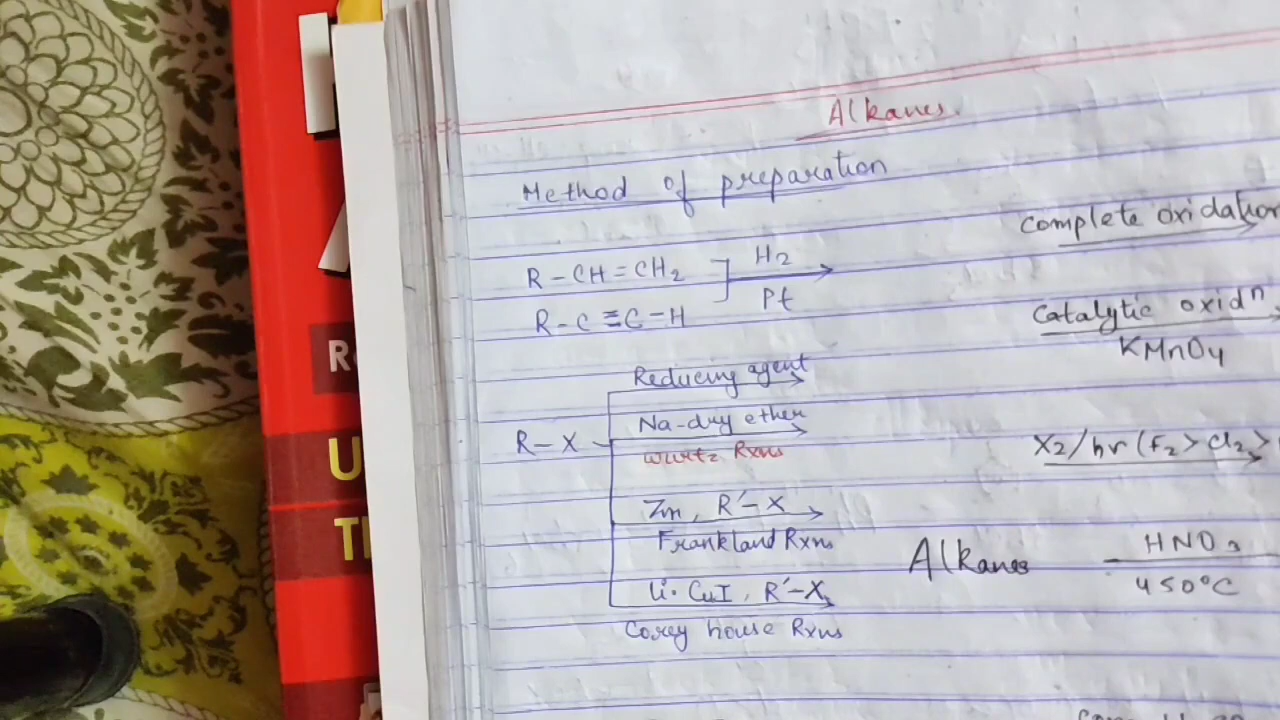 Alkanes.
Method of preparation
complete oxidation
R-CH=CH2 H2
Pt
R-C≡C-H
Catalytic oxidn
KMnO4
Reducing agent
Na-dry ether
R-X
wurtz Rxns
X2/hv (F2>Cl2>
Zn, R'-X
Frankland Rxns
Alkanes
HNO3
450°C
Li. CuI, R'-X
Corey house Rxns
R
U